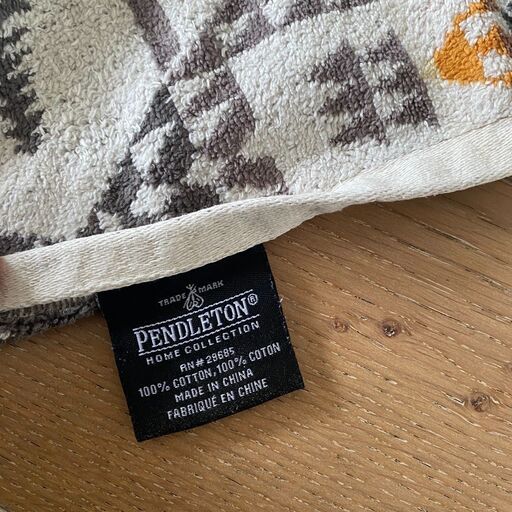 TRADE MARK
PENDLETON®
HOME COLLECTION
RN# 29685
100% COTTON, 100% COTON
MADE IN CHINA
FABRIQUÉ EN CHINE